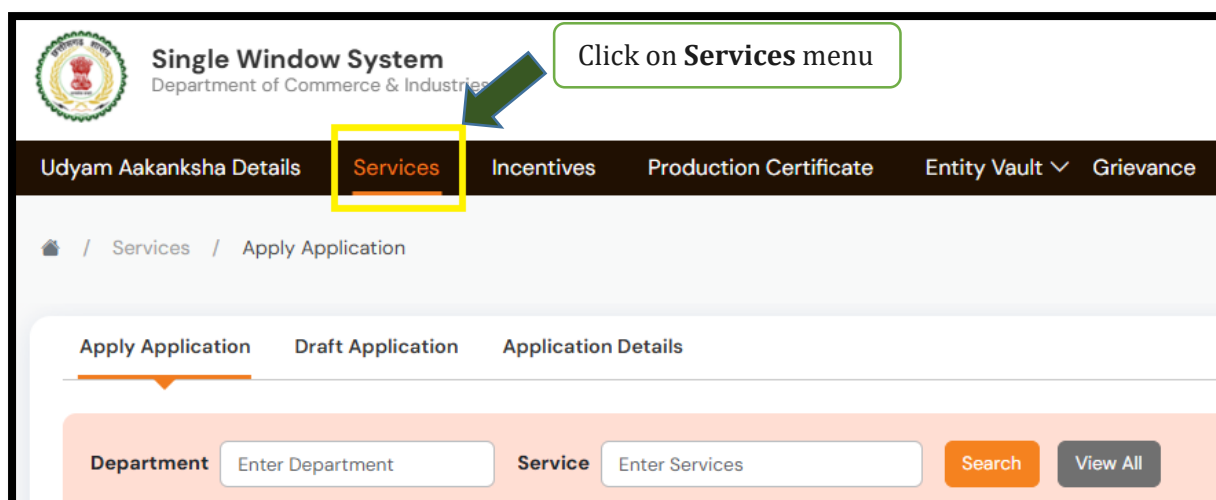 Single Window System
Department of Commerce & Industries
Click on Services menu
Udyam Aakanksha Details Services Incentives Production Certificate Entity Vault Grievance
/ Services / Apply Application
Apply Application Draft Application Application Details
Department Enter Department Service Enter Services Search View All